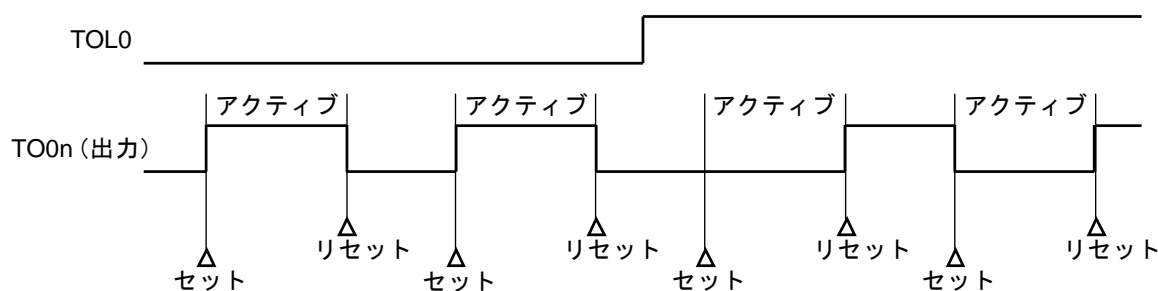 TOL0
アクティブ アクティブ アクティブ アクティブ
TO0n（出力）
リセット リセット リセット リセット
セット セット セット セット